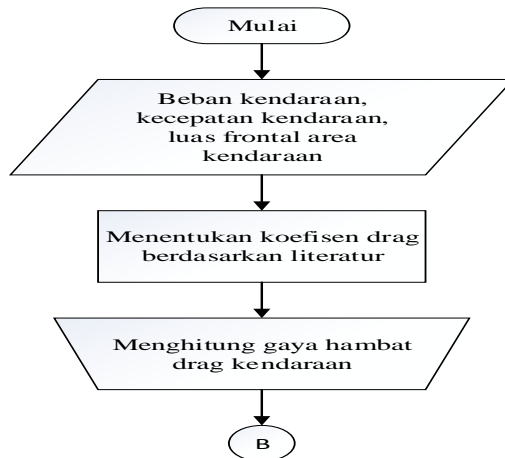 Mulai
Beban kendaraan,
kecepatan kendaraan,
luas frontal area
kendaraan
Menentukan koefisen drag
berdasarkan literatur
Menghitung gaya hambat
drag kendaraan
B